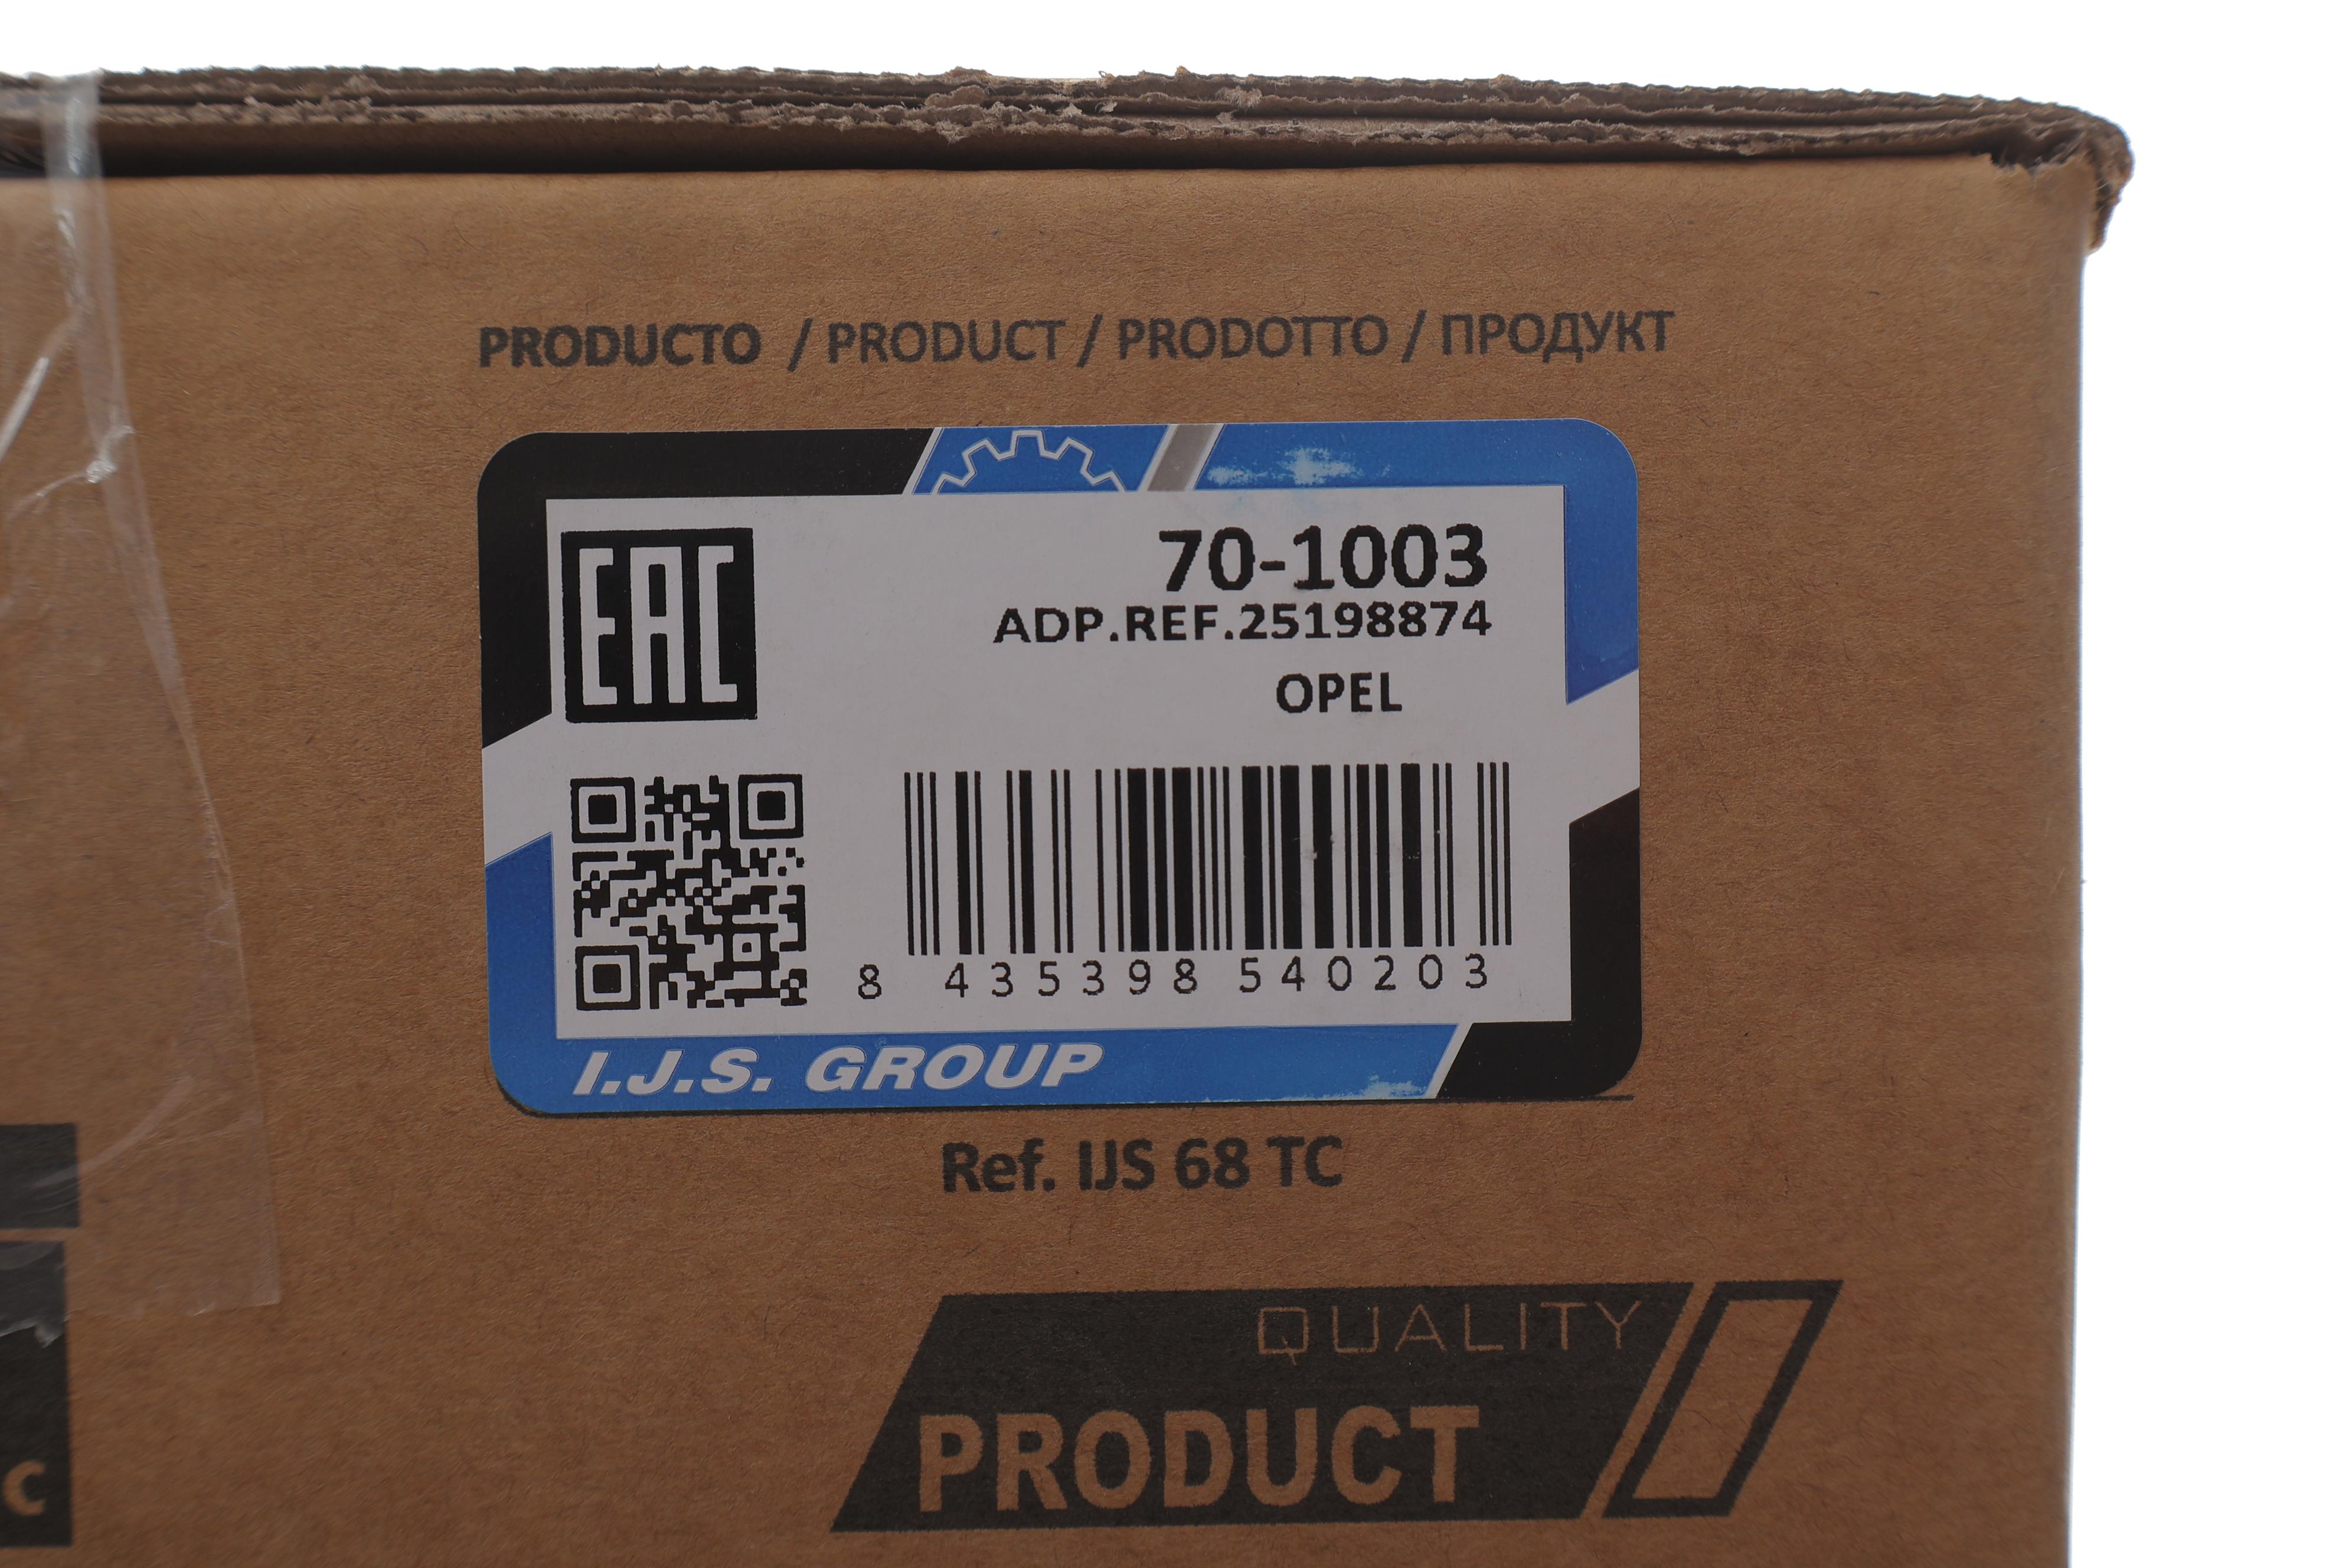 PRODUCTO / PRODUCT / PRODOTTO / ПРОДУКТ
EAC
70-1003
ADP.REF.25198874
OPEL
8 435398 540203
I.J.S. GROUP
Ref. IJS 68 TC
QUALITY
PRODUCT
C